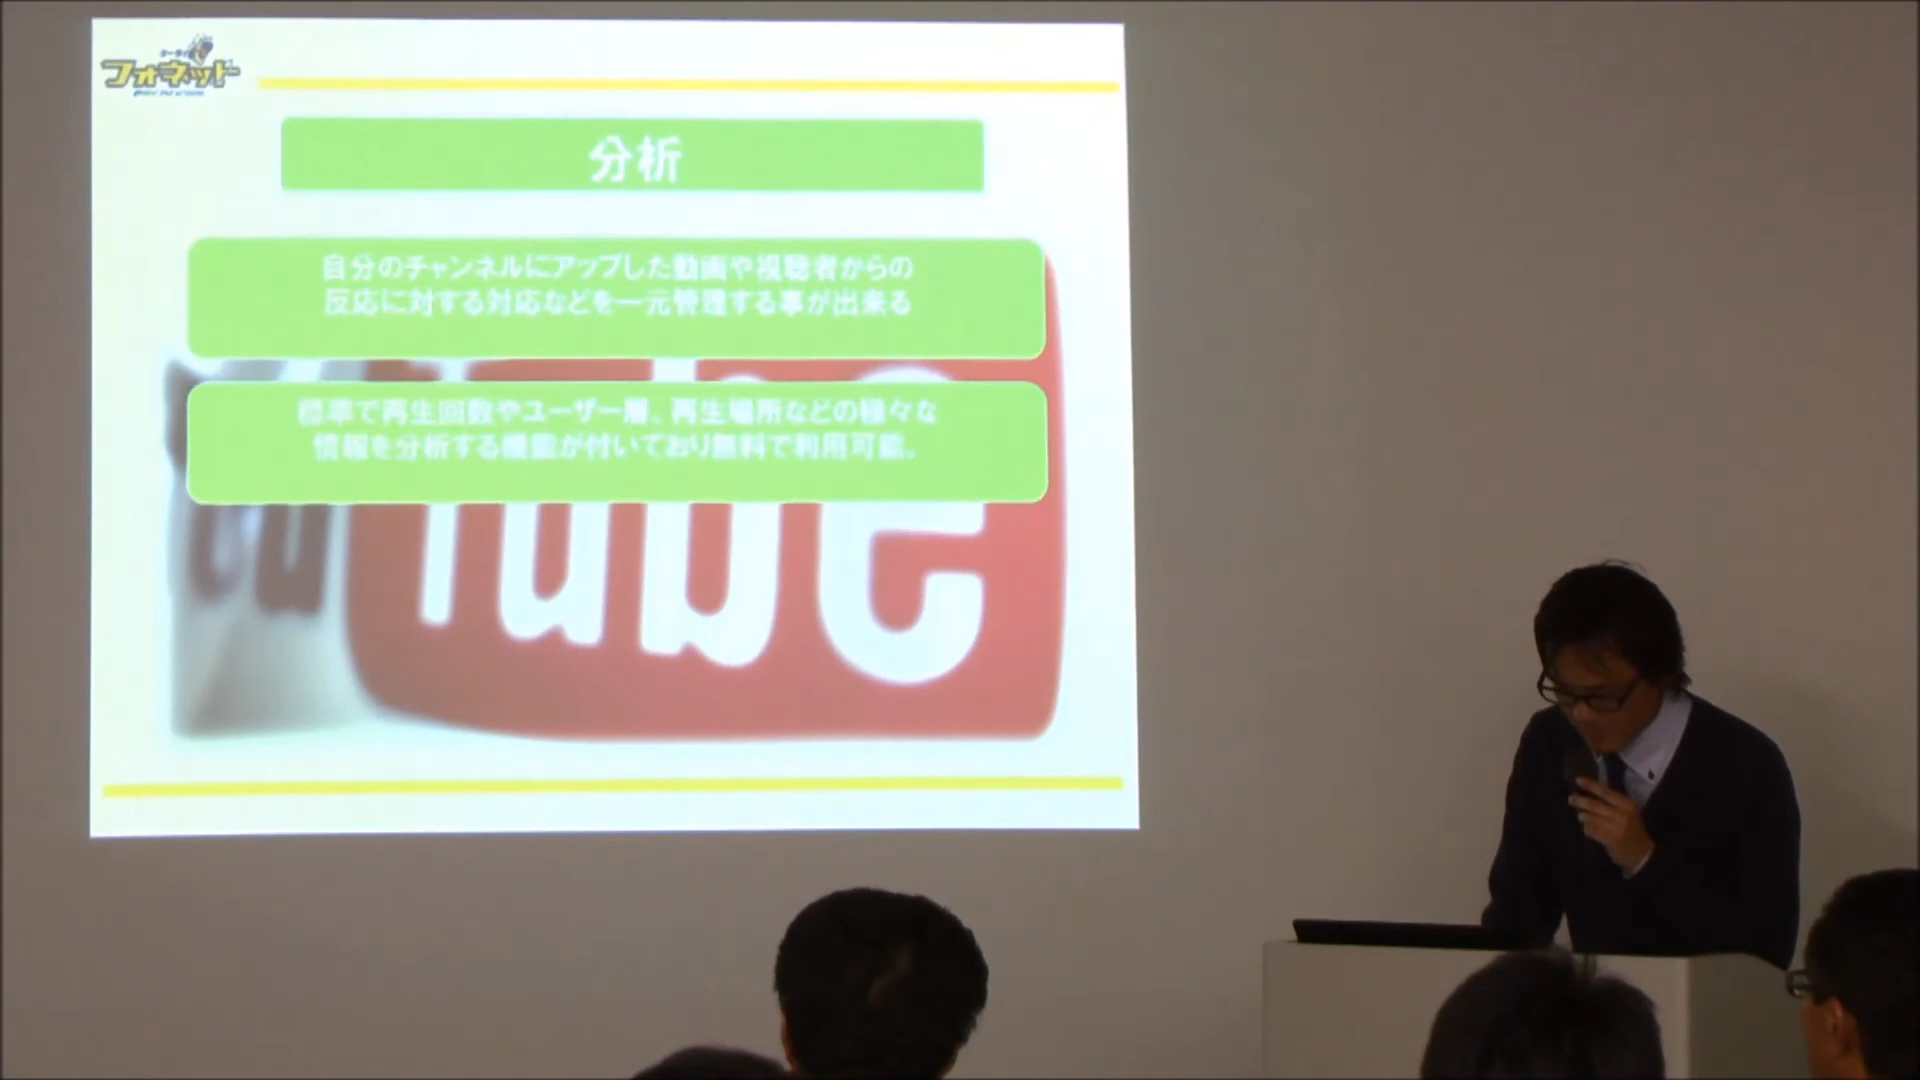 ケータイ
フォネット
分析
自分のチャンネルにアップした動画や視聴者からの
反応に対する対応などを一元管理する事が出来る
標準で再生回数やユーザー層、再生場所などの様々な
情報を分析する機能が付いており無料で利用可能。
Tube